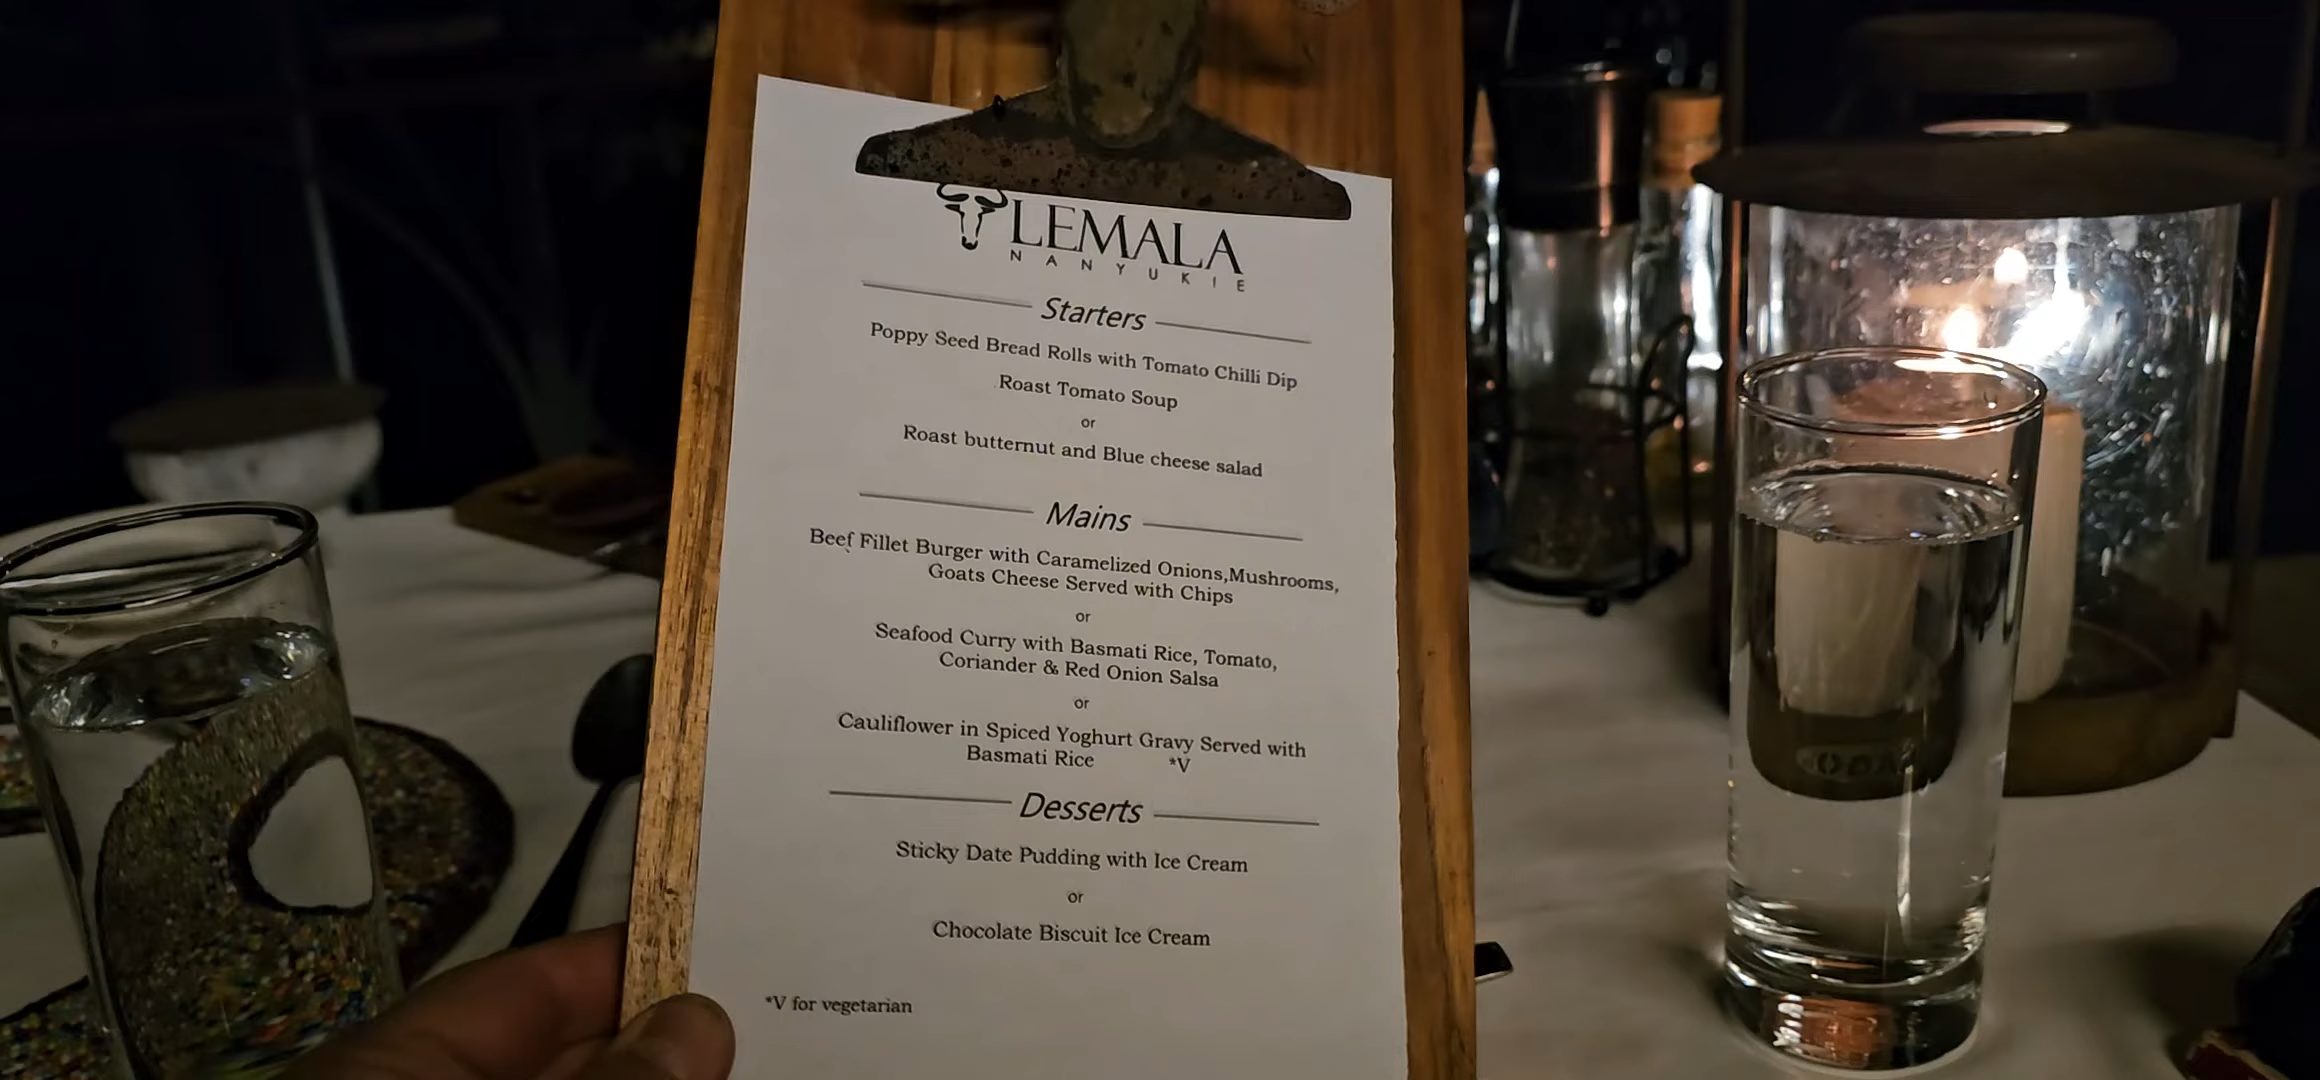 LEMALA
NANYUKIE
Starters
Poppy Seed Bread Rolls with Tomato Chilli Dip
Roast Tomato Soup
or
Roast butternut and Blue cheese salad
Mains
Beef Fillet Burger with Caramelized Onions,Mushrooms,
Goats Cheese Served with Chips
or
Seafood Curry with Basmati Rice, Tomato,
Coriander & Red Onion Salsa
or
Cauliflower in Spiced Yoghurt Gravy Served with
Basmati Rice *V
Desserts
Sticky Date Pudding with Ice Cream
or
Chocolate Biscuit Ice Cream
*V for vegetarian